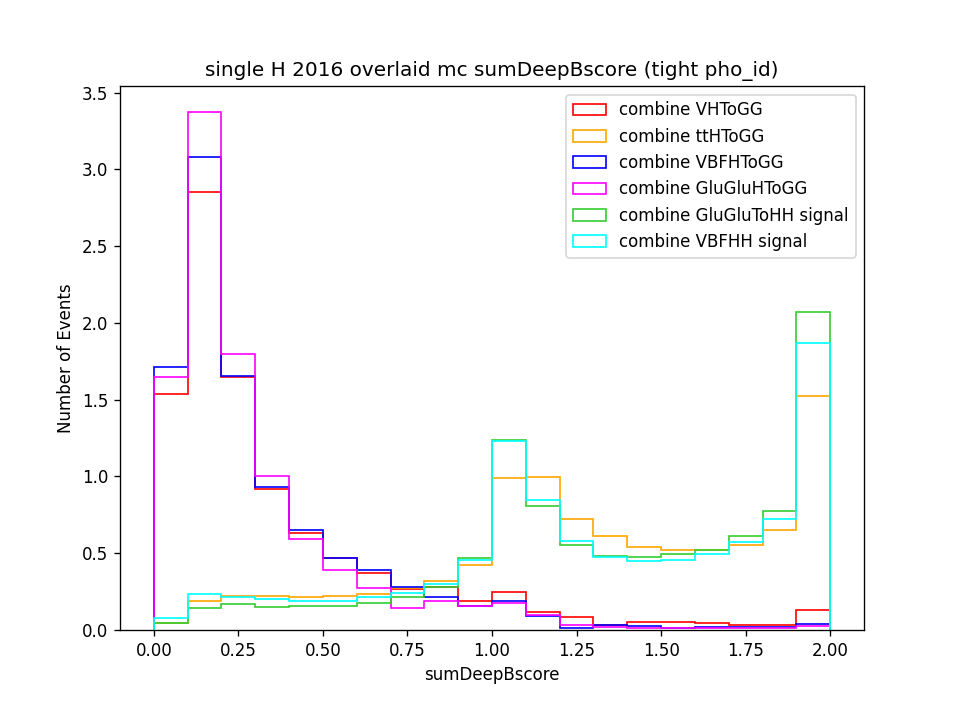 single H 2016 overlaid mc sumDeepBscore (tight pho_id)
combine VHToGG
combine ttHToGG
combine VBFHToGG
combine GluGluHToGG
combine GluGluToHH signal
combine VBFHH signal
Number of Events
3.5
3.0
2.5
2.0
1.5
1.0
0.5
0.0
0.00 0.25 0.50 0.75 1.00 1.25 1.50 1.75 2.00
sumDeepBscore